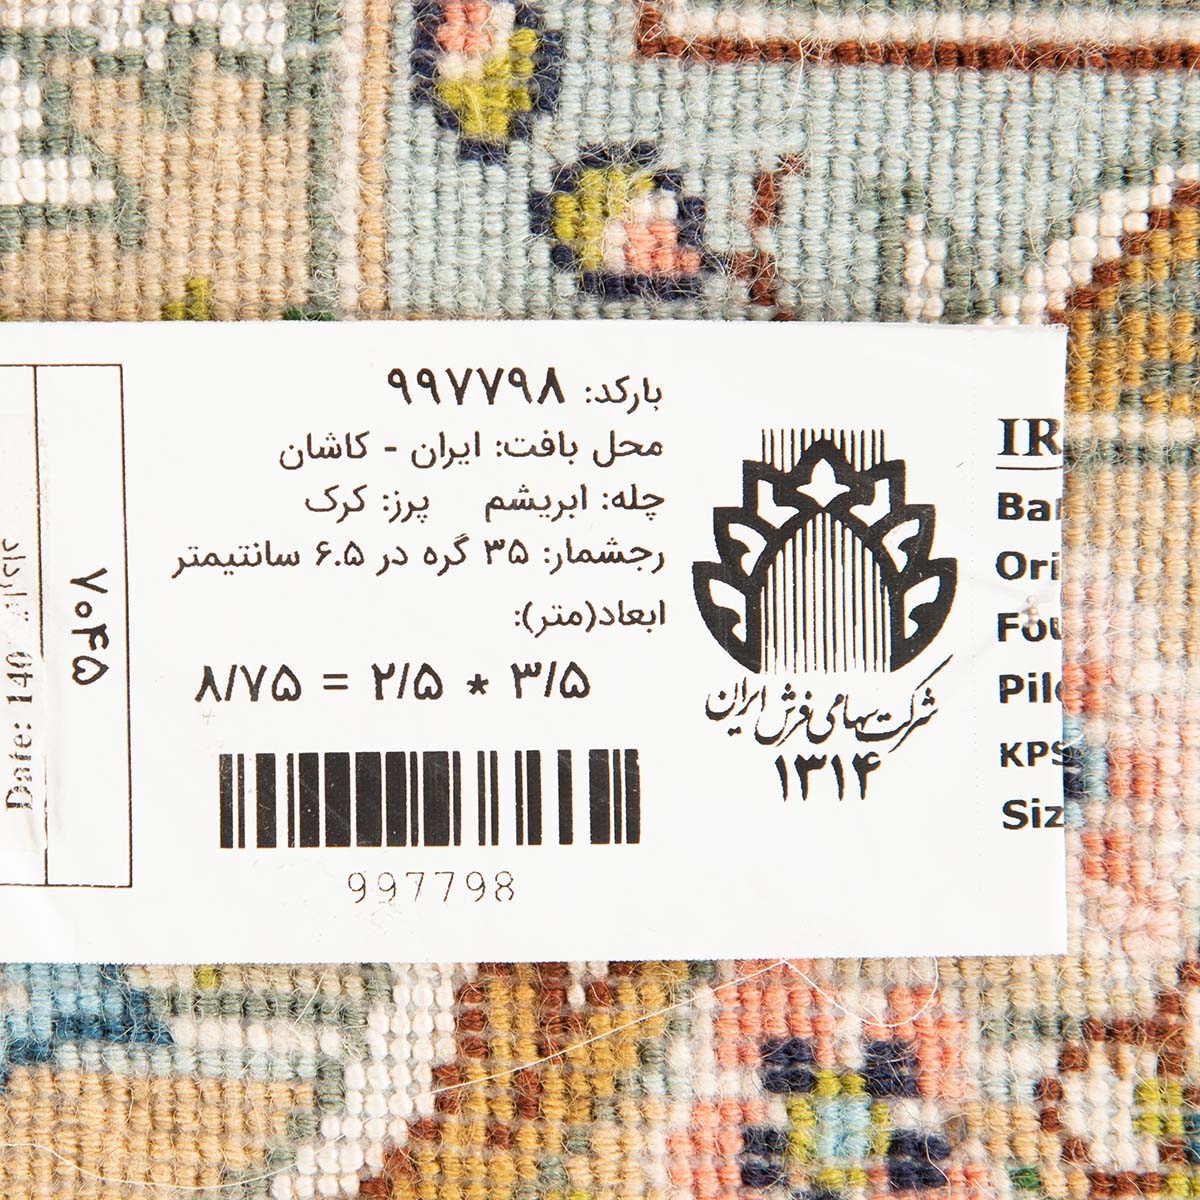 بارکد: ۹۹۷۷۹۸
محل بافت: ایران - کاشان
چله: ابریشم پرز: کرک
رجشمار: ۳۵ گره در ۶.۵ سانتیمتر
ابعاد(متر):
۳/۵ * ۲/۵ = ۸/۷۵
997798
شرکت سهامی فرش ایران
۱۳۱۴
۷۰۴۵
Date: 140
IR
Ba
Ori
Fou
Pile
KPS
Siz